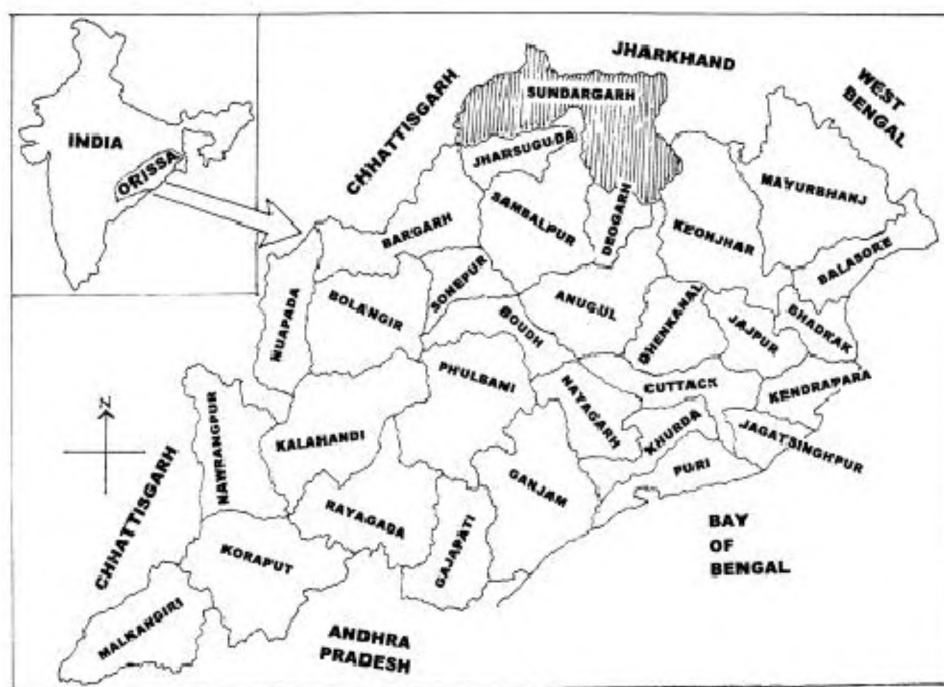 INDIA
ORISSA
JHARKHAND
WEST
BENGAL
CHHATTISGARH
SUNDARGARH
JHARSUGUDA
MAYURBHANJ
BARGARH
SAMBALPUR
DEOGARH
KEONJHAR
BALASORE
NUAPADA
BOLANGIR
SONEPUR
ANUGUL
DHENKANAL
JAJPUR
BHADRAK
BOUDH
PHULBANI
NAYAGARH
CUTTACK
KENDRAPARA
N
NAWRANGPUR
KALAHANDI
KHURDA
JAGATSINGHPUR
PURI
GANJAM
RAYAGADA
GAJAPATI
CHHATTISGARH
KORAPUT
BAY
OF
BENGAL
MALKANGIRI
ANDHRA
PRADESH